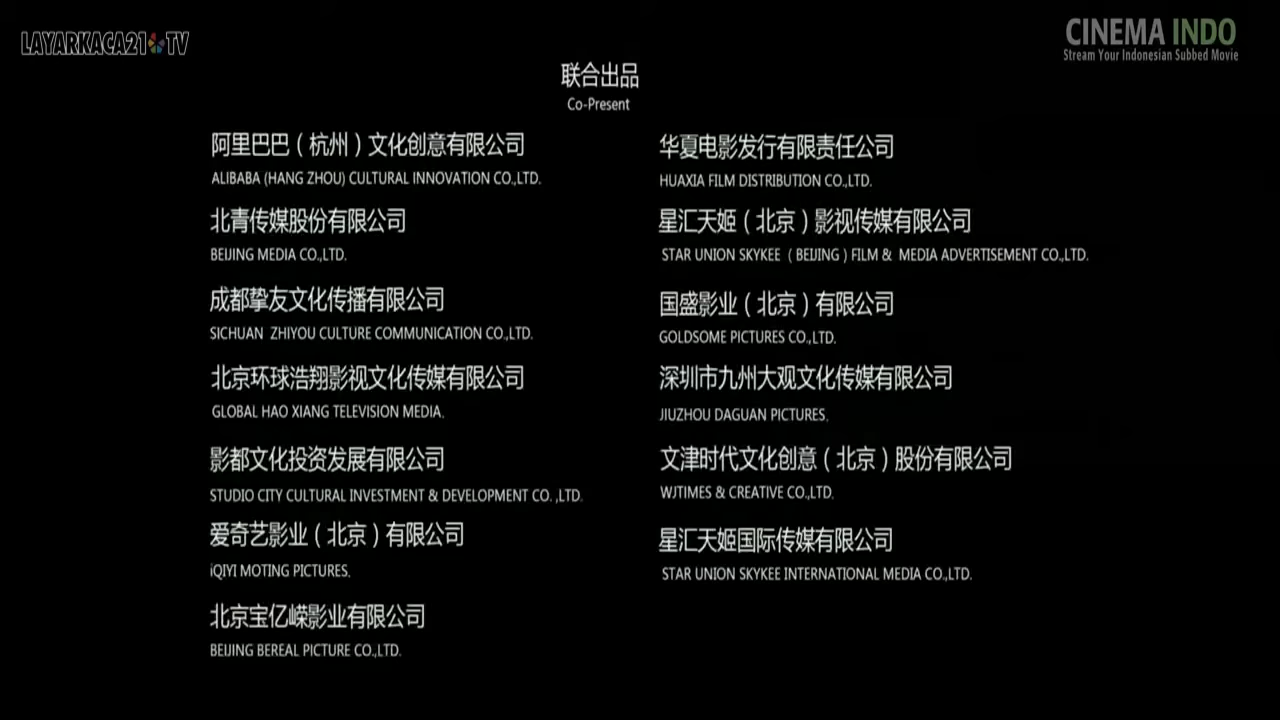 LAYARKACA21 TV
CINEMA INDO
Stream Your Indonesian Subbed Movie
联合出品
Co-Present
阿里巴巴（杭州）文化创意有限公司
ALIBABA (HANG ZHOU) CULTURAL INNOVATION CO.,LTD.
北青传媒股份有限公司
BEIJING MEDIA CO.,LTD.
成都挚友文化传播有限公司
SICHUAN ZHIYOU CULTURE COMMUNICATION CO.,LTD.
北京环球浩翔影视文化传媒有限公司
GLOBAL HAO XIANG TELEVISION MEDIA.
影都文化投资发展有限公司
STUDIO CITY CULTURAL INVESTMENT & DEVELOPMENT CO. ,LTD.
爱奇艺影业（北京）有限公司
iQIYI MOTING PICTURES.
北京宝亿嵘影业有限公司
BEIJING BEREAL PICTURE CO.,LTD.
华夏电影发行有限责任公司
HUAXIA FILM DISTRIBUTION CO.,LTD.
星汇天姬（北京）影视传媒有限公司
STAR UNION SKYKEE （BEIJING）FILM & MEDIA ADVERTISEMENT CO.,LTD.
国盛影业（北京）有限公司
GOLDSOME PICTURES CO.,LTD.
深圳市九州大观文化传媒有限公司
JIUZHOU DAGUAN PICTURES.
文津时代文化创意（北京）股份有限公司
WJTIMES & CREATIVE CO.,LTD.
星汇天姬国际传媒有限公司
STAR UNION SKYKEE INTERNATIONAL MEDIA CO.,LTD.